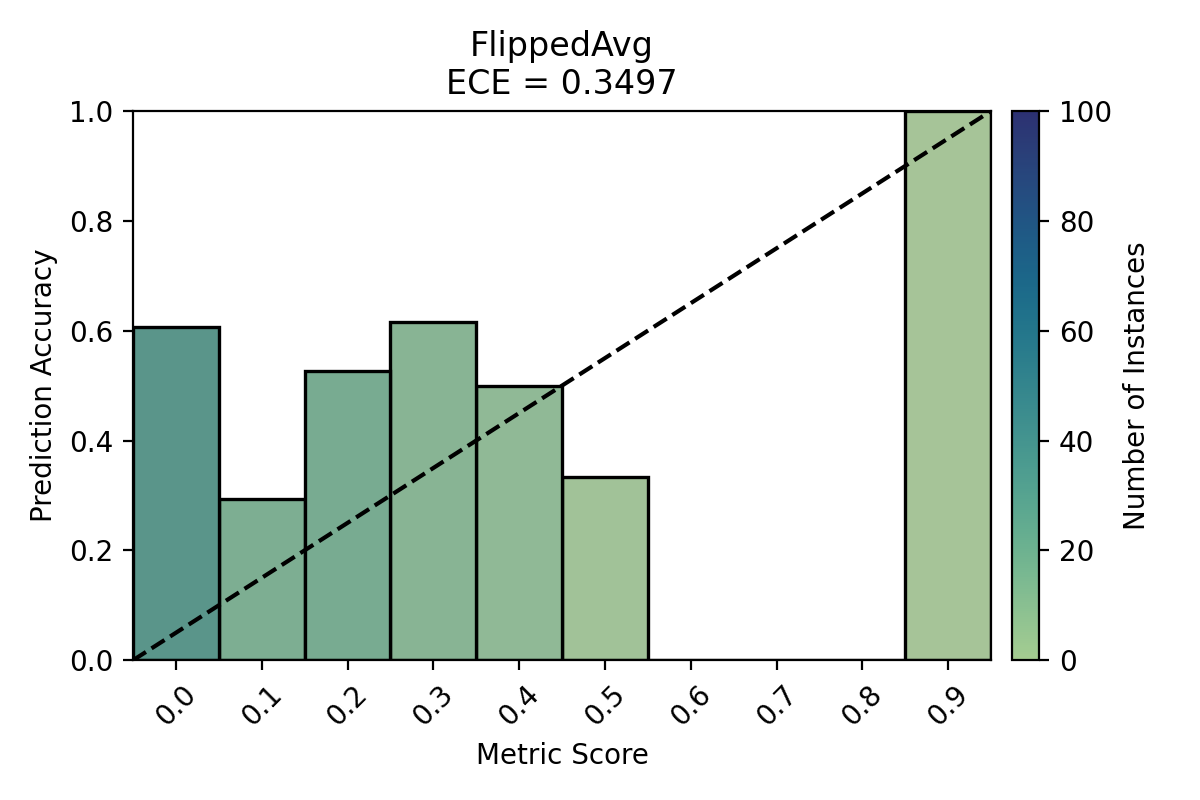 FlippedAvg
ECE = 0.3497
1.0
0.8
0.6
0.4
0.2
0.0
Prediction Accuracy
0.0 0.1 0.2 0.3 0.4 0.5 0.6 0.7 0.8 0.9
Metric Score
100
80
60
40
20
0
Number of Instances